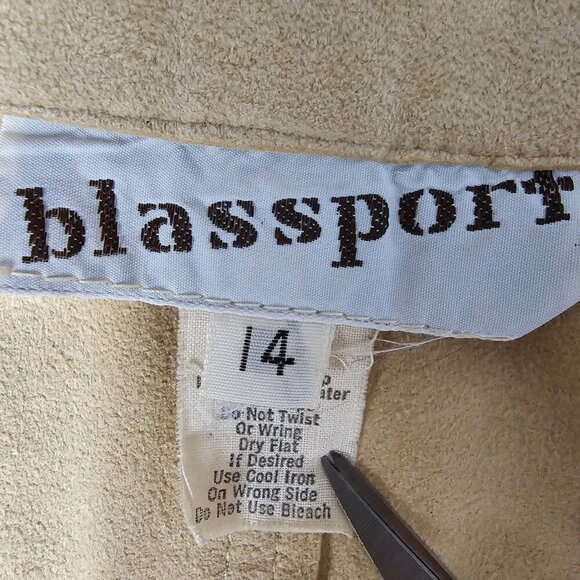 blassport
14
ater
Do Not Twist
Or Wring
Dry Flat
If Desired
Use Cool Iron
On Wrong Side
Do Not Use Bleach